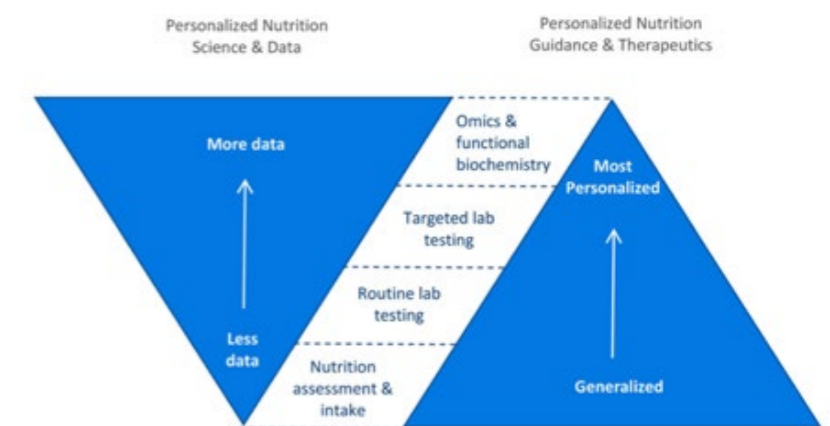 Personalized Nutrition
Science & Data
Personalized Nutrition
Guidance & Therapeutics
More data
Less
data
Omics &
functional
biochemistry
Targeted lab
testing
Routine lab
testing
Nutrition
assessment &
intake
Most
Personalized
Generalized